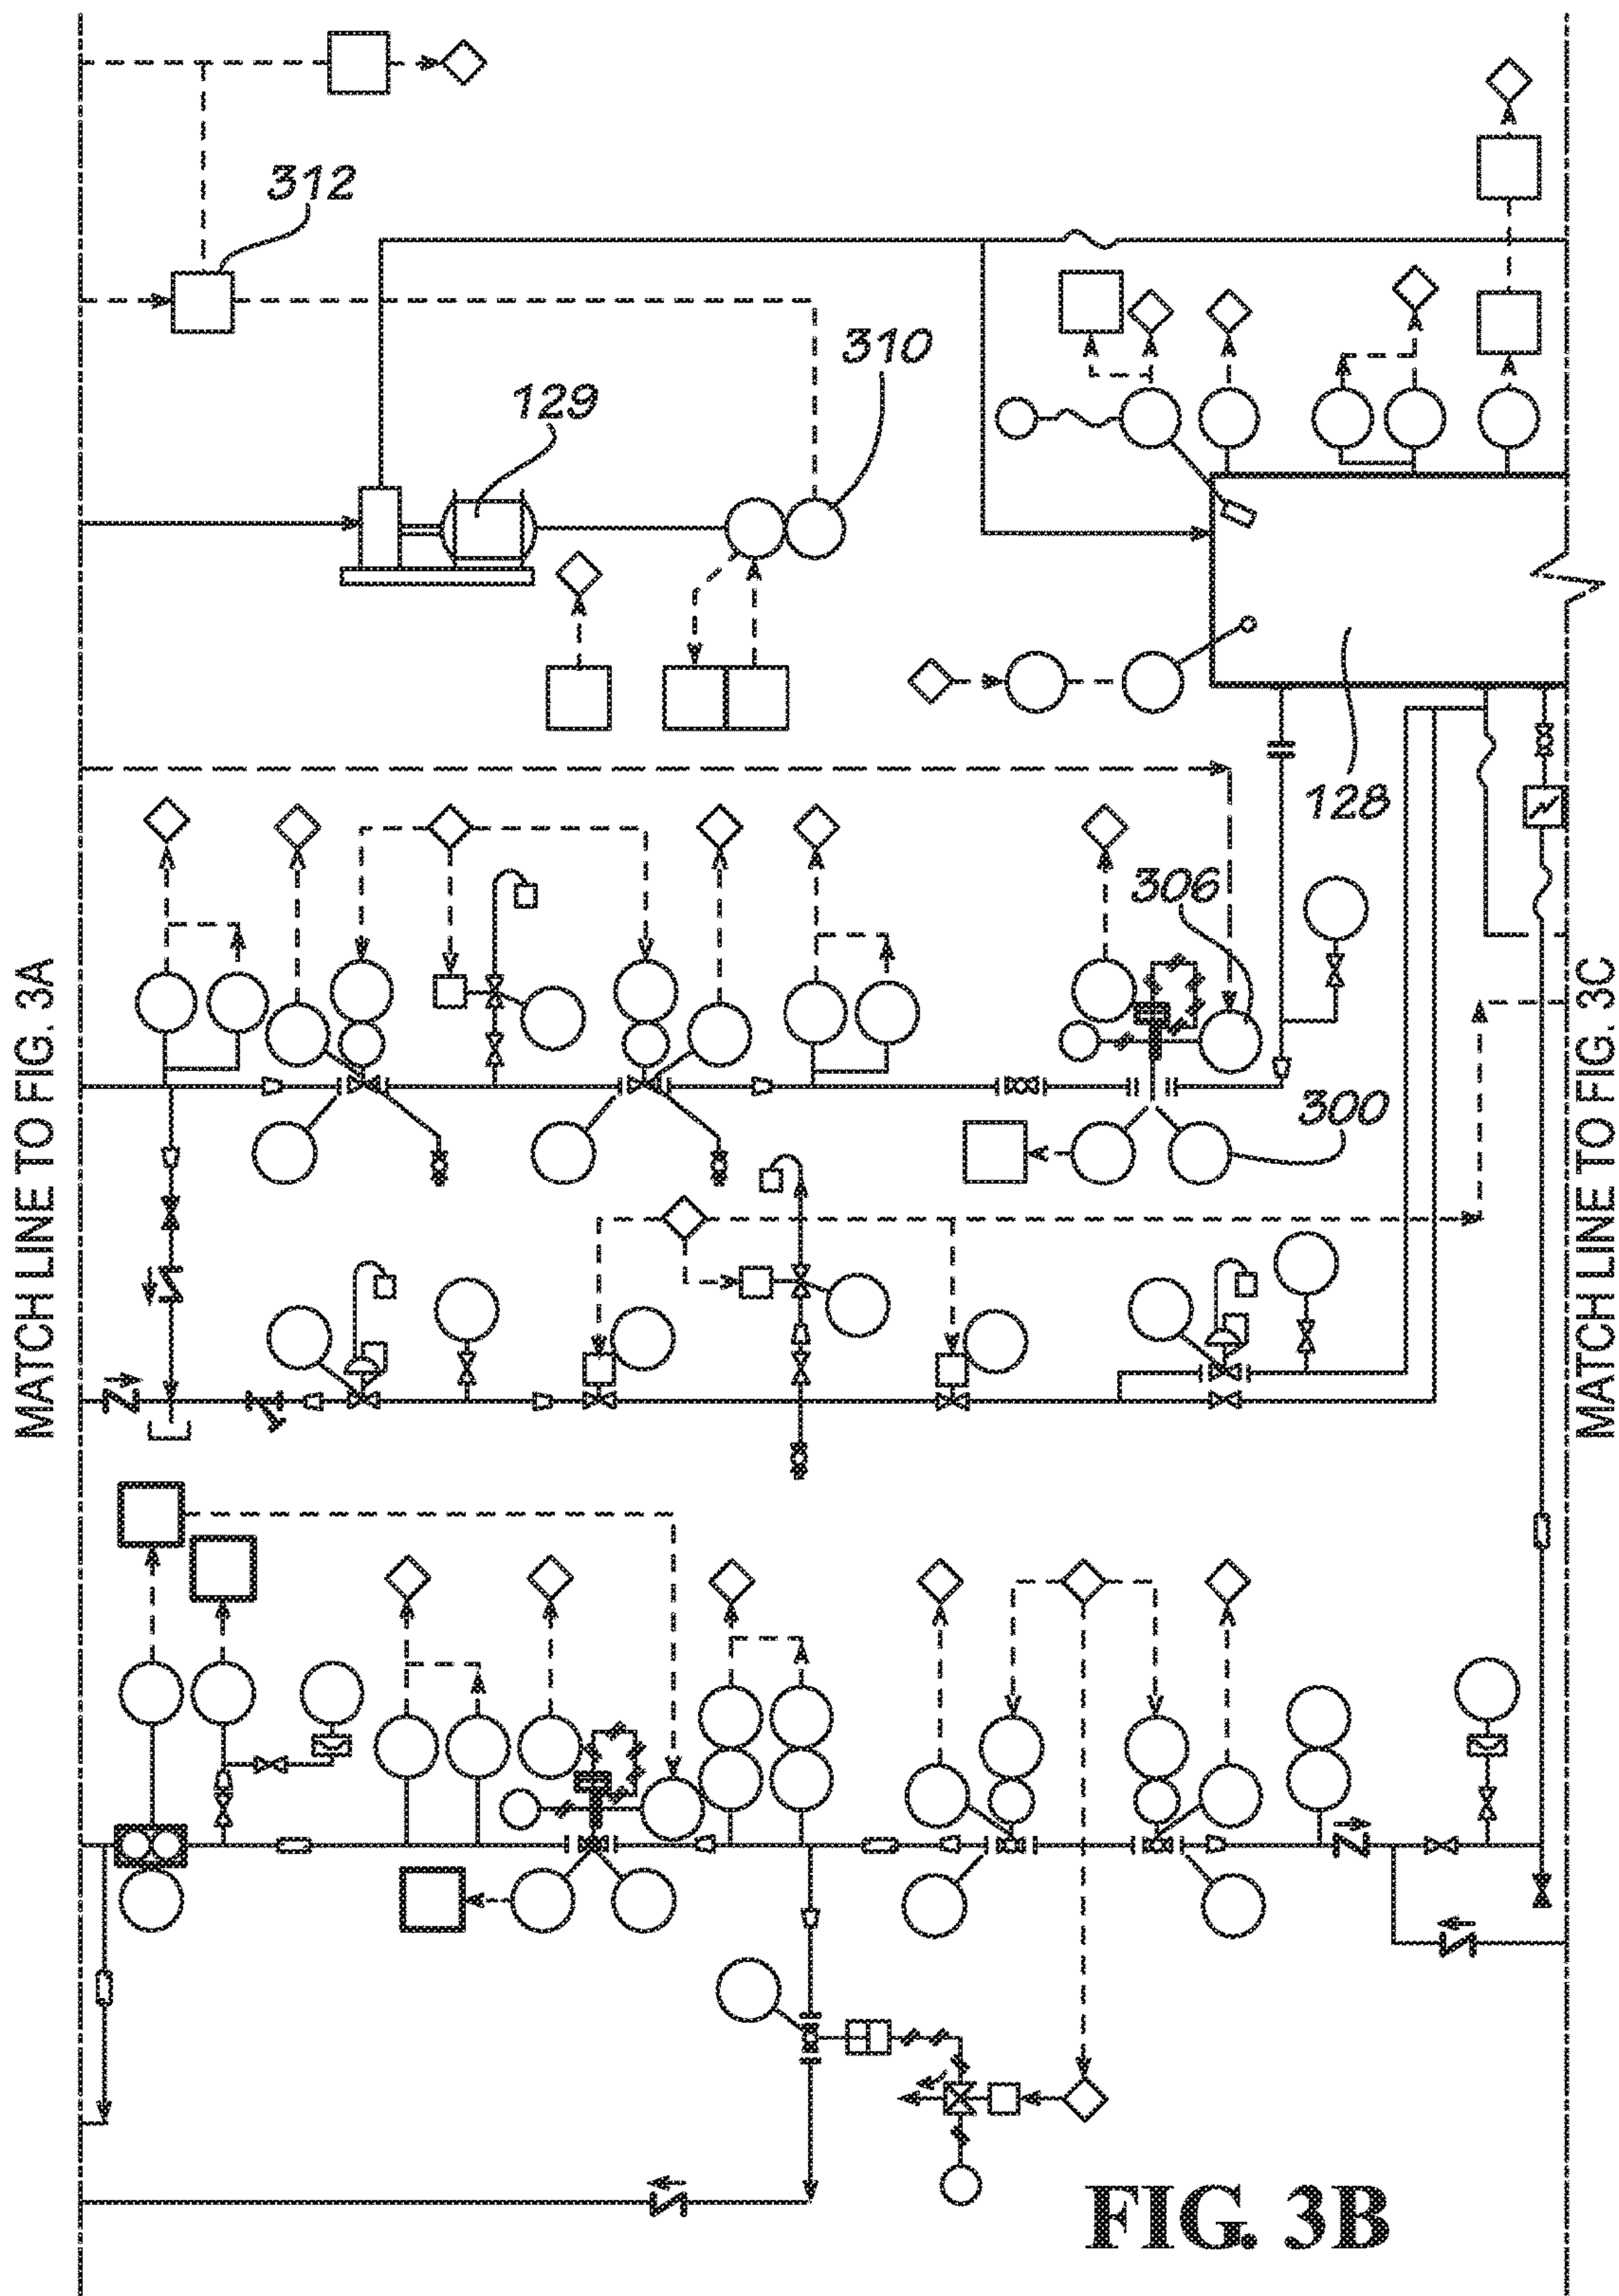 312
310
129
128
306
300
MATCH LINE TO FIG. 3A
MATCH LINE TO FIG. 3C
FIG. 3B